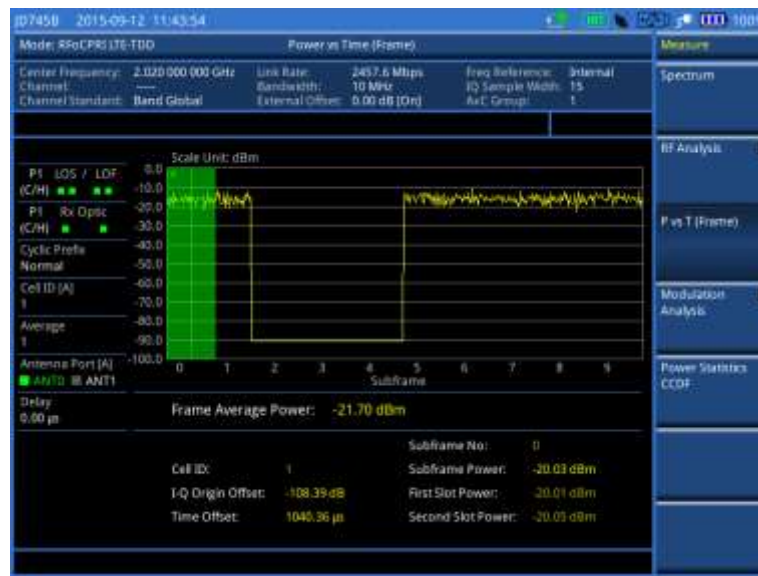 JD745B 2015-09-12 11:43:54
100%
Mode: RFoCPRI LTE-TDD Power vs Time (Frame) Measure
Center Frequency: 2.020 000 000 GHz Link Rate: 2457.6 Mbps Freq Reference: Internal
Channel: ---- Bandwidth: 10 MHz IQ Sample Width: 15
Channel Standard: Band Global External Offset: 0.00 dB [On] AxC Group: 1
Spectrum
RF Analysis
P vs T (Frame)
Modulation
Analysis
Power Statistics
CCDF
P1 LOS / LOF
(C/H)
P1 Rx Optic
(C/H)
Cyclic Prefix
Normal
Cell ID [A]
1
Average
1
Antenna Port [A]
ANT0 ANT1
Delay
0.00 µs
Scale Unit: dBm
0.0
-10.0
-20.0
-30.0
-40.0
-50.0
-60.0
-70.0
-80.0
-90.0
-100.0
0 1 2 3 4 5 6 7 8 9
Subframe
Frame Average Power: -21.70 dBm
Subframe No: 0
Cell ID: 1 Subframe Power: -20.03 dBm
I-Q Origin Offset: -108.39 dB First Slot Power: -20.01 dBm
Time Offset: 1040.36 µs Second Slot Power: -20.05 dBm